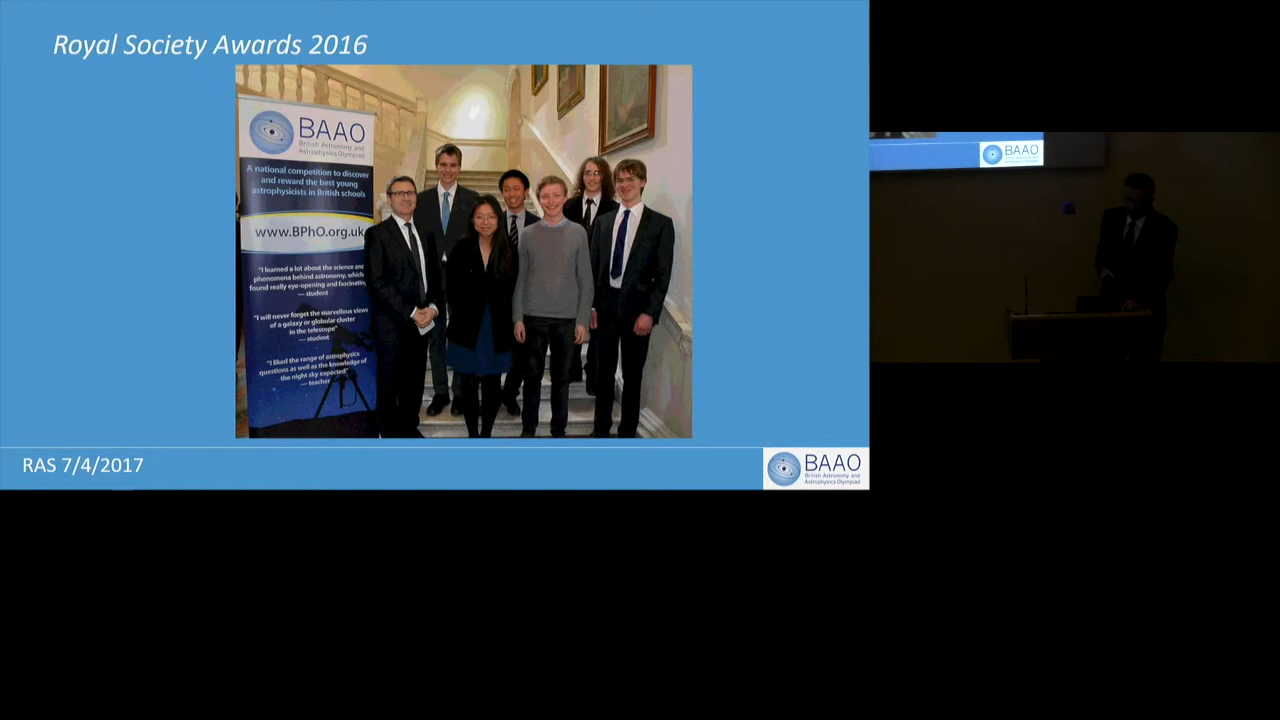 Royal Society Awards 2016
BAAO
British Astronomy and
Astrophysics Olympiad
A national competition to discover
and reward the best young
astrophysicists in British schools
www.BPhO.org.uk
"I learned a lot about the science and
phenomena behind astronomy, which
found really eye-opening and fascinating
— student
"I will never forget the marvellous views
of a galaxy or globular cluster
in the telescope"
— student
"I liked the range of astrophysics
questions as well as the knowledge of
the night sky expected"
— teacher
RAS 7/4/2017
BAAO
British Astronomy and
Astrophysics Olympiad
BAAO